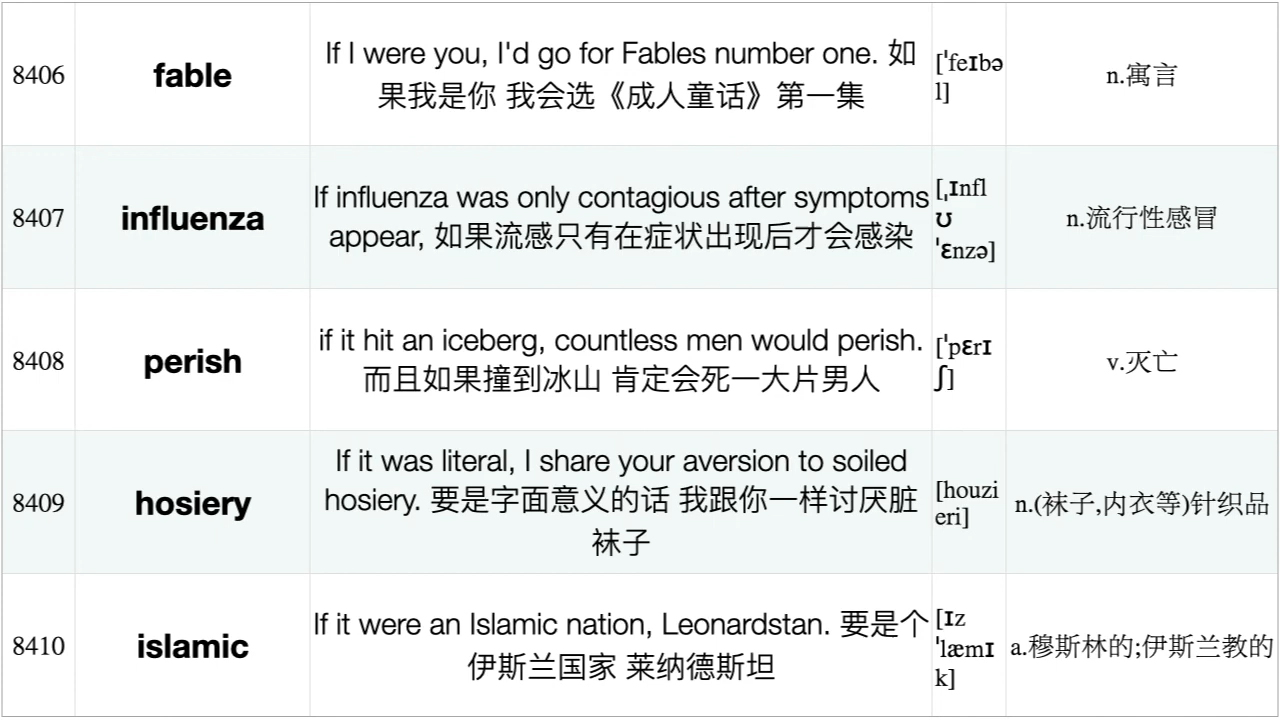 8406 fable If I were you, I'd go for Fables number one. 如 [ˈfeɪbə n.寓言
果我是你 我会选《成人童话》第一集 l]
8407 influenza If influenza was only contagious after symptoms [ˌɪnfl n.流行性感冒
appear, 如果流感只有在症状出现后才会感染 ʊ
ˈɛnzə]
8408 perish if it hit an iceberg, countless men would perish. [ˈpɛrɪ v.灭亡
而且如果撞到冰山 肯定会死一大片男人 ʃ]
8409 hosiery If it was literal, I share your aversion to soiled [houzi n.(袜子,内衣等)针织品
hosiery. 要是字面意义的话 我跟你一样讨厌脏 eri]
袜子
8410 islamic If it were an Islamic nation, Leonardstan. 要是个 [ɪz a.穆斯林的;伊斯兰教的
伊斯兰国家 莱纳德斯坦 ˈlæmɪ
k]